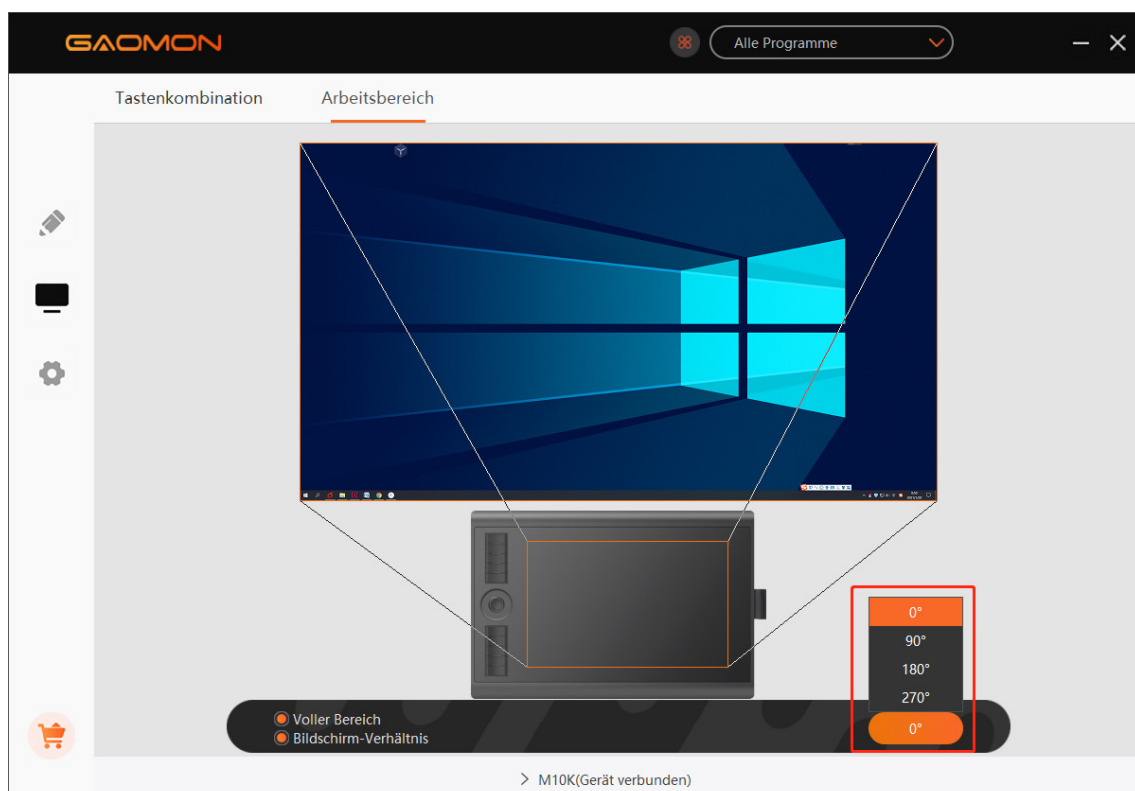 GAOMON
Alle Programme
Tastenkombination Arbeitsbereich
0°
90°
180°
270°
0°
Voller Bereich
Bildschirm-Verhältnis
M10K(Gerät verbunden)